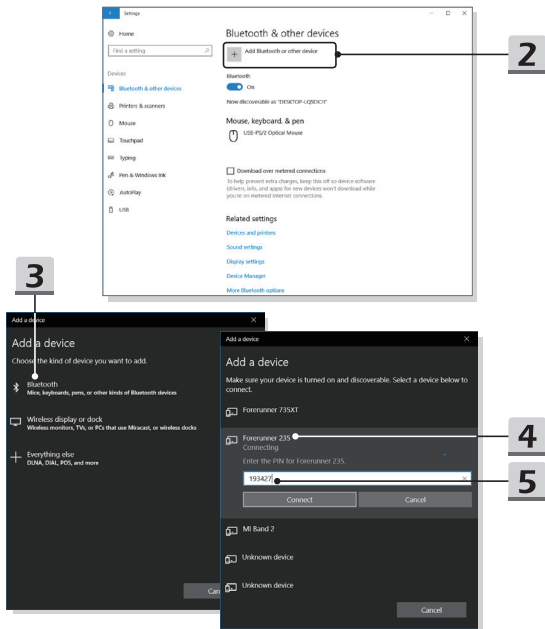 Settings
Home
Find a setting
Devices
Bluetooth & other devices
Printers & scanners
Mouse
Touchpad
Typing
Pen & Windows Ink
AutoPlay
USB
Bluetooth & other devices
Add Bluetooth or other device
Bluetooth
On
Now discoverable as "DESKTOP-UQSDIOT"
Mouse, keyboard, & pen
USB-PS/2 Optical Mouse
Download over metered connections
To help prevent extra charges, keep this off so device software
(drivers, info, and apps) for new devices won't download while
you're on metered Internet connections.
Related settings
Devices and printers
Sound settings
Display settings
Device Manager
More Bluetooth options
2
3
Add a device
Add a device
Choose the kind of device you want to add.
Bluetooth
Mice, keyboards, pens, or other kinds of Bluetooth devices
Wireless display or dock
Wireless monitors, TVs, or PCs that use Miracast, or wireless docks
Everything else
DLNA, DIAL, POS, and more
Can
Add a device
Add a device
Make sure your device is turned on and discoverable. Select a device below to
connect.
Forerunner 735XT
Forerunner 235
Connecting
Enter the PIN for Forerunner 235.
193427
Connect
Cancel
MI Band 2
Unknown device
Unknown device
Cancel
4
5